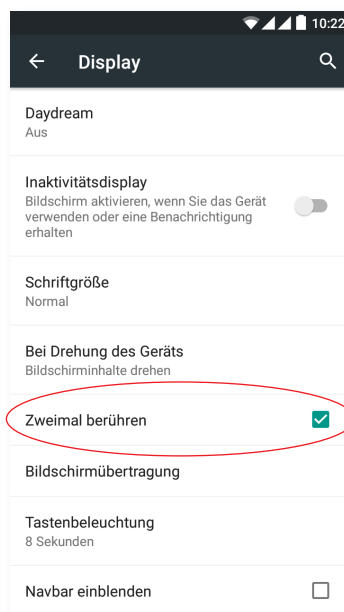 10:22
Display
Daydream
Aus
Inaktivitätsdisplay
Bildschirm aktivieren, wenn Sie das Gerät
verwenden oder eine Benachrichtigung
erhalten
Schriftgröße
Normal
Bei Drehung des Geräts
Bildschirminhalte drehen
Zweimal berühren
Bildschirmübertragung
Tastenbeleuchtung
8 Sekunden
Navbar einblenden